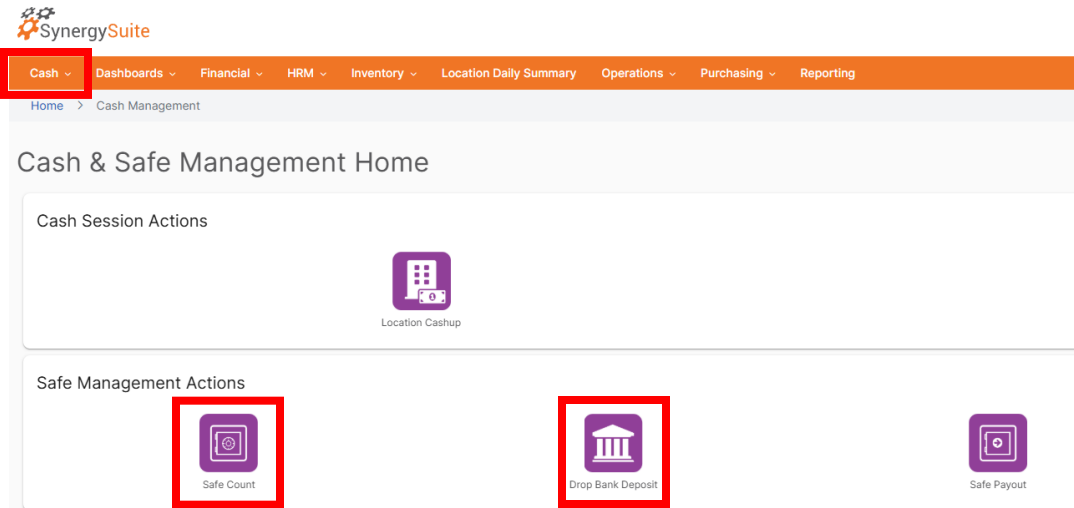 SynergySuite
Cash Dashboards Financial HRM Inventory Location Daily Summary Operations Purchasing Reporting
Home > Cash Management
Cash & Safe Management Home
Cash Session Actions
Location Cashup
Safe Management Actions
Safe Count Drop Bank Deposit Safe Payout